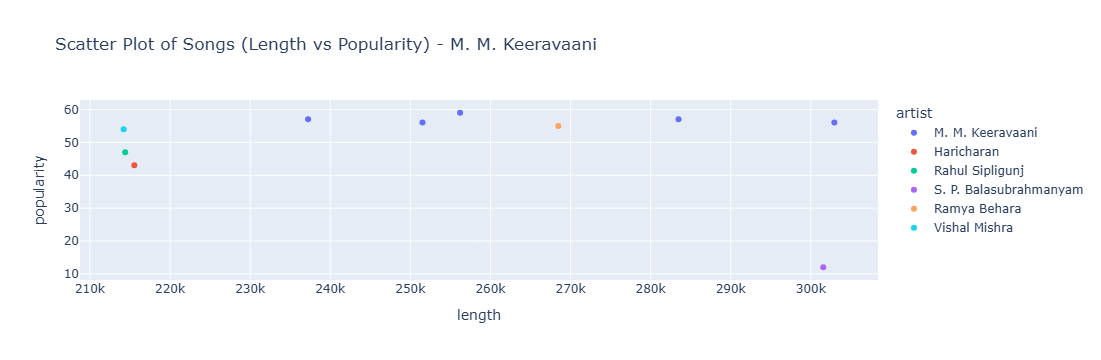 Scatter Plot of Songs (Length vs Popularity) - M. M. Keeravaani
popularity
60
50
40
30
20
10
210k 220k 230k 240k 250k 260k 270k 280k 290k 300k
length
artist
M. M. Keeravaani
Haricharan
Rahul Sipligunj
S. P. Balasubrahmanyam
Ramya Behara
Vishal Mishra